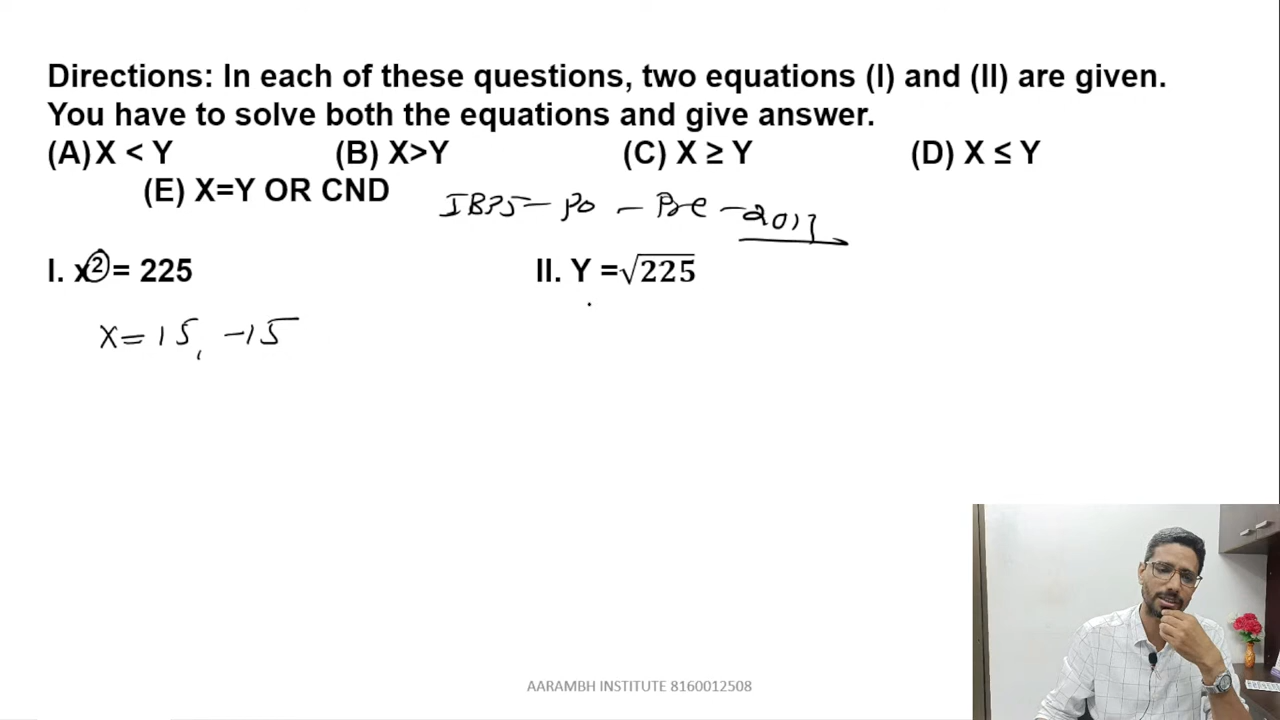 Directions: In each of these questions, two equations (I) and (II) are given.
You have to solve both the equations and give answer.
(A) X < Y (B) X>Y (C) X ≥ Y (D) X ≤ Y
(E) X=Y OR CND
IBPS - PO - Pre - 2017
I. x² = 225 II. Y =√225
X = 15, -15
AARAMBH INSTITUTE 8160012508